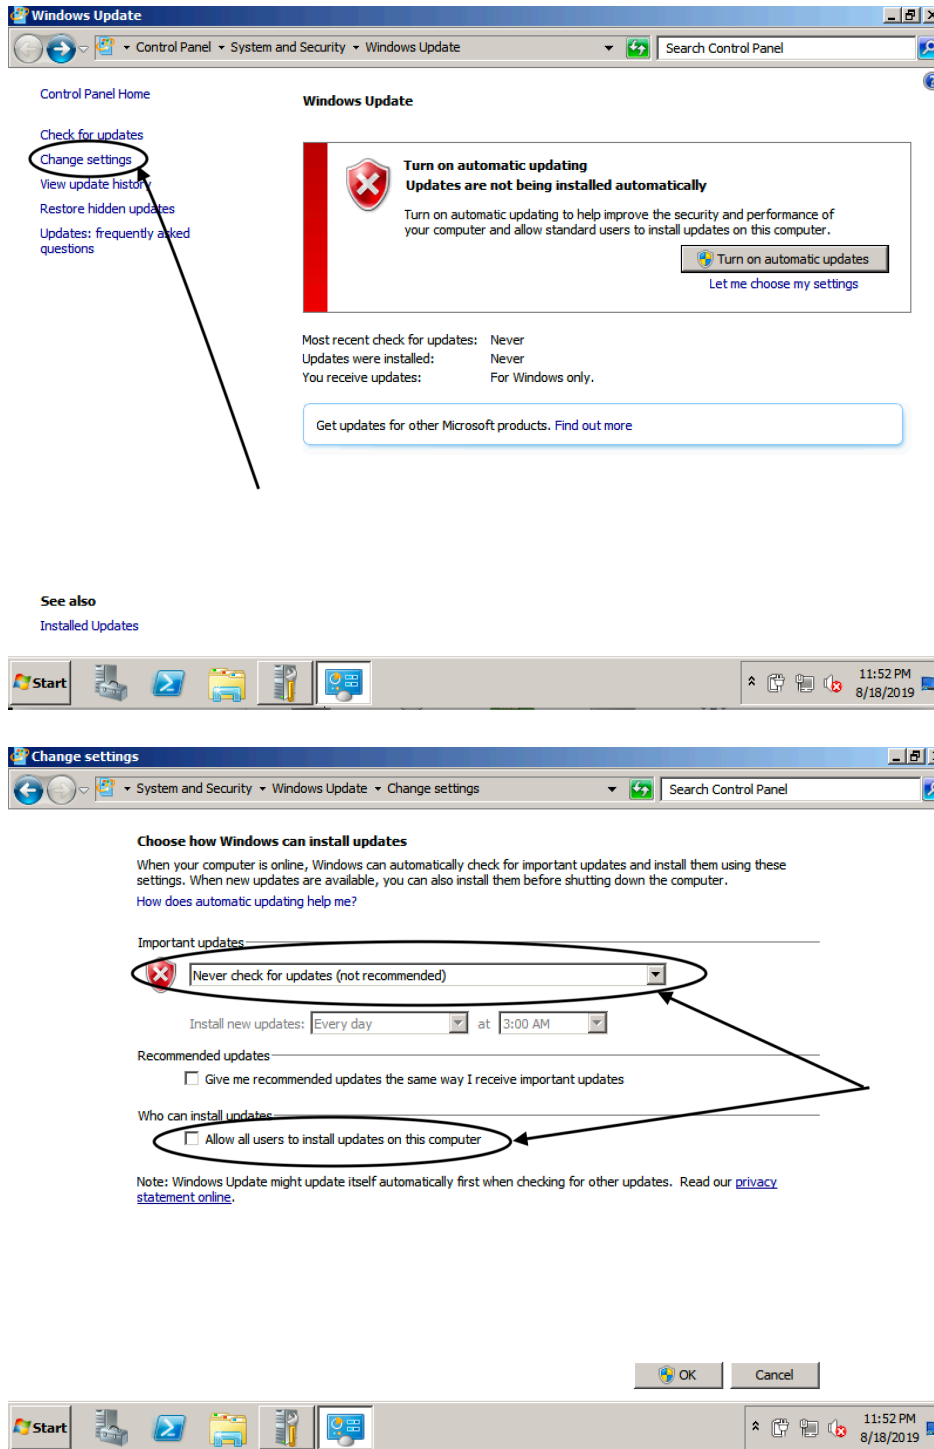 Windows Update
Control Panel ▾ System and Security ▾ Windows Update
Search Control Panel
Control Panel Home
Check for updates
Change settings
View update history
Restore hidden updates
Updates: frequently asked
questions
Windows Update
Turn on automatic updating
Updates are not being installed automatically
Turn on automatic updating to help improve the security and performance of
your computer and allow standard users to install updates on this computer.
Turn on automatic updates
Let me choose my settings
Most recent check for updates: Never
Updates were installed: Never
You receive updates: For Windows only.
Get updates for other Microsoft products. Find out more
See also
Installed Updates
Start
11:52 PM
8/18/2019
Change settings
System and Security ▾ Windows Update ▾ Change settings
Search Control Panel
Choose how Windows can install updates
When your computer is online, Windows can automatically check for important updates and install them using these
settings. When new updates are available, you can also install them before shutting down the computer.
How does automatic updating help me?
Important updates
Never check for updates (not recommended)
Install new updates: Every day at 3:00 AM
Recommended updates
Give me recommended updates the same way I receive important updates
Who can install updates
Allow all users to install updates on this computer
Note: Windows Update might update itself automatically first when checking for other updates. Read our privacy
statement online.
OK Cancel
Start
11:52 PM
8/18/2019